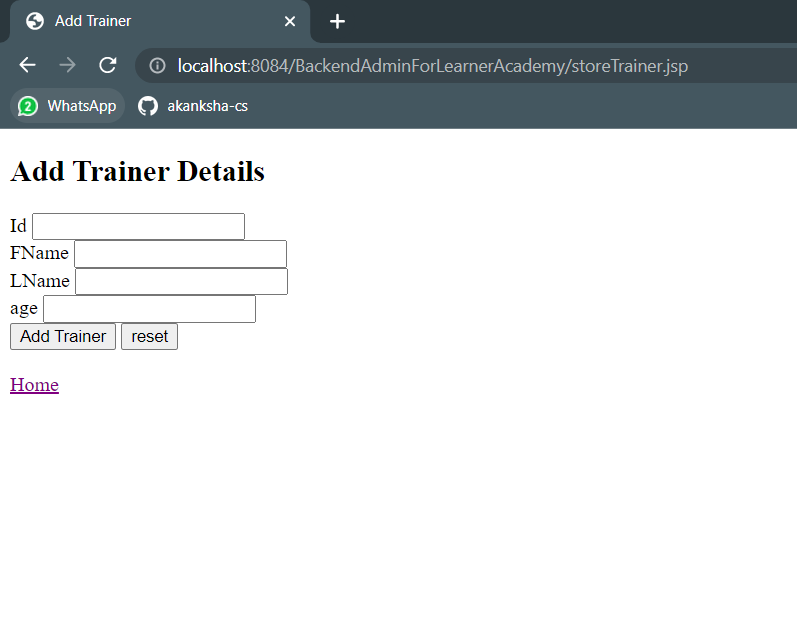 Add Trainer
localhost:8084/BackendAdminForLearnerAcademy/storeTrainer.jsp
2 WhatsApp akanksha-cs
Add Trainer Details
Id
FName
LName
age
Add Trainer reset
Home